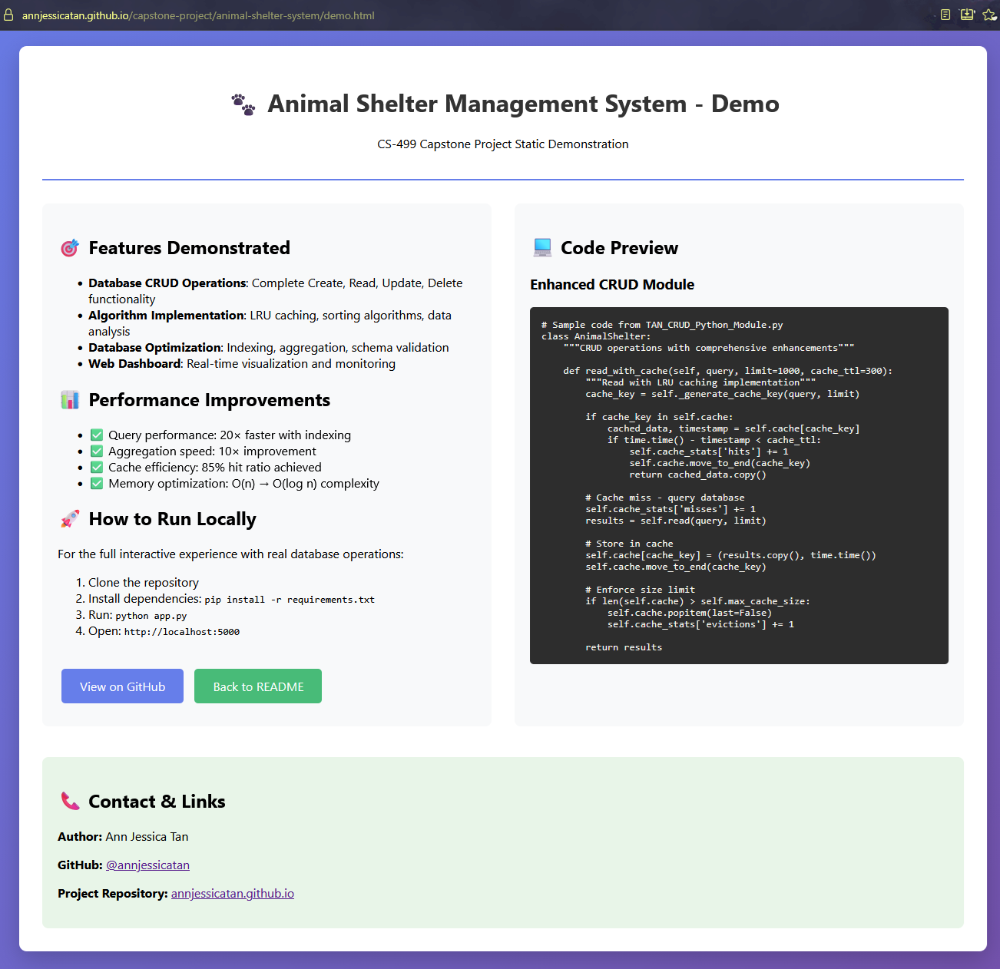 annjessicatan.github.io/capstone-project/animal-shelter-system/demo.html
🐾 Animal Shelter Management System - Demo
CS-499 Capstone Project Static Demonstration
🎯 Features Demonstrated
• Database CRUD Operations: Complete Create, Read, Update, Delete
functionality
• Algorithm Implementation: LRU caching, sorting algorithms, data
analysis
• Database Optimization: Indexing, aggregation, schema validation
• Web Dashboard: Real-time visualization and monitoring
📊 Performance Improvements
• ✅ Query performance: 20× faster with indexing
• ✅ Aggregation speed: 10× improvement
• ✅ Cache efficiency: 85% hit ratio achieved
• ✅ Memory optimization: O(n) → O(log n) complexity
🚀 How to Run Locally
For the full interactive experience with real database operations:
1. Clone the repository
2. Install dependencies: pip install -r requirements.txt
3. Run: python app.py
4. Open: http://localhost:5000
View on GitHub
Back to README
💻 Code Preview
Enhanced CRUD Module
# Sample code from TAN_CRUD_Python_Module.py
class AnimalShelter:
    """CRUD operations with comprehensive enhancements"""
    def read_with_cache(self, query, limit=1000, cache_ttl=300):
        """Read with LRU caching implementation"""
        cache_key = self._generate_cache_key(query, limit)
        if cache_key in self.cache:
            cached_data, timestamp = self.cache[cache_key]
            if time.time() - timestamp < cache_ttl:
                self.cache_stats['hits'] += 1
                self.cache.move_to_end(cache_key)
                return cached_data.copy()
        # Cache miss - query database
        self.cache_stats['misses'] += 1
        results = self.read(query, limit)
        # Store in cache
        self.cache[cache_key] = (results.copy(), time.time())
        self.cache.move_to_end(cache_key)
        # Enforce size limit
        if len(self.cache) > self.max_cache_size:
            self.cache.popitem(last=False)
            self.cache_stats['evictions'] += 1
        return results
📞 Contact & Links
Author: Ann Jessica Tan
GitHub: @annjessicatan
Project Repository: annjessicatan.github.io